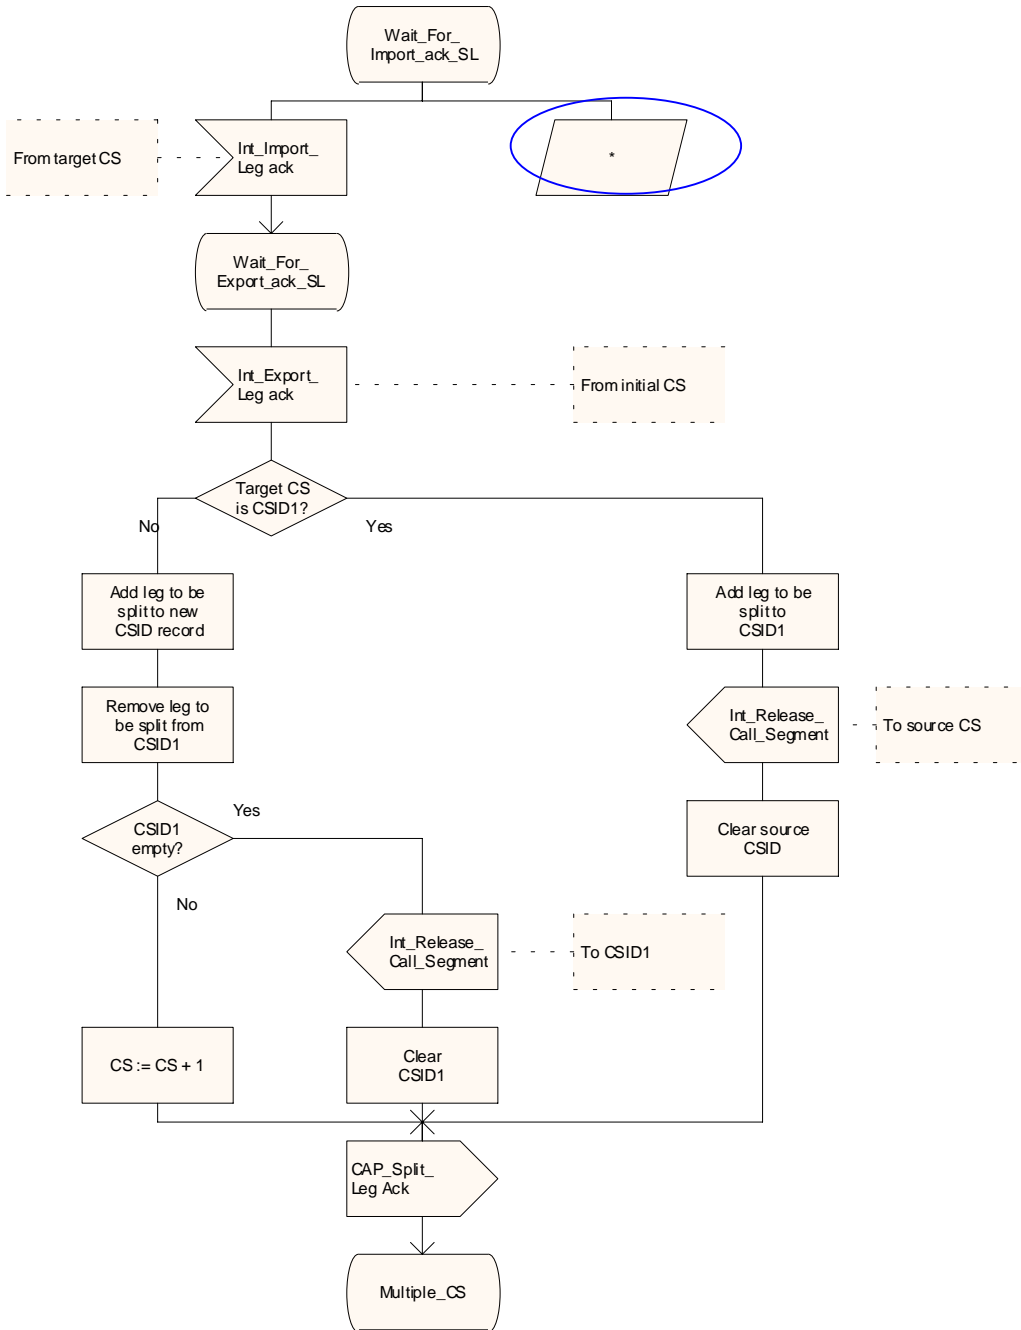 Wait_For_
Import_ack_SL
From target CS
Int_Import_
Leg ack
*
Wait_For_
Export_ack_SL
Int_Export_
Leg ack
From initial CS
Target CS
is CSID1?
No
Yes
Add leg to be
split to new
CSID record
Add leg to be
split to
CSID1
Remove leg to
be split from
CSID1
Int_Release_
Call_Segment
To source CS
CSID1
empty?
Yes
No
Clear source
CSID
Int_Release_
Call_Segment
To CSID1
CS := CS + 1
Clear
CSID1
CAP_Split_
Leg Ack
Multiple_CS